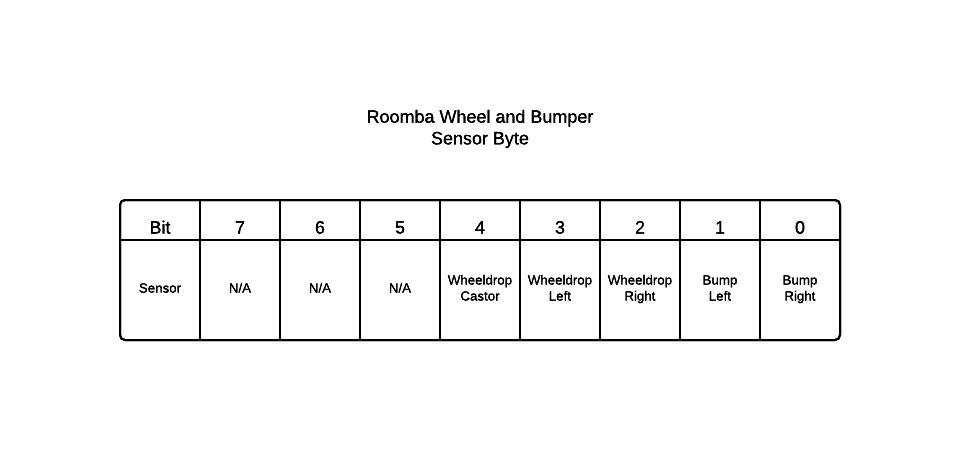 Roomba Wheel and Bumper
Sensor Byte
Bit 7 6 5 4 3 2 1 0
Sensor N/A N/A N/A Wheeldrop Castor Wheeldrop Left Wheeldrop Right Bump Left Bump Right